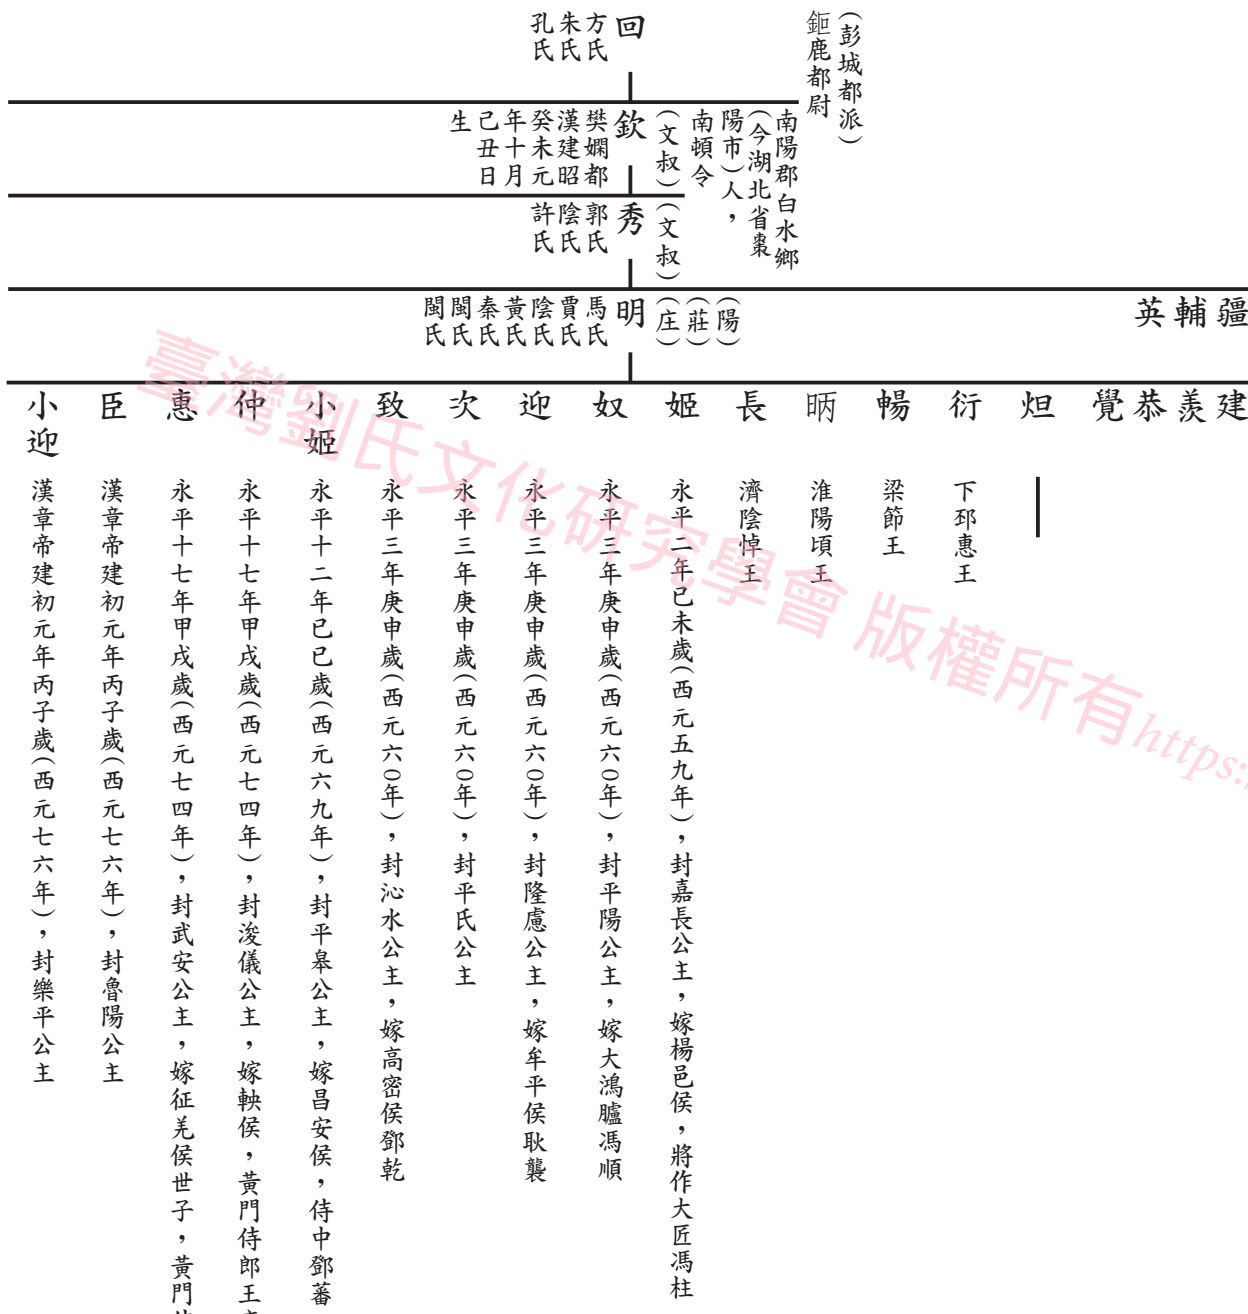 (彭城都派)
鉅鹿都尉
回
方氏
朱氏
孔氏
南陽郡白水鄉
(今湖北省棗
陽市)人，
南頓令
(文叔)
欽
樊嫻都
漢建昭
癸未元
年十月
己丑日
生
(文叔)
秀
郭氏
陰氏
許氏
疆
輔
英
(陽)
(莊)
(庄)
明
馬氏
賈氏
陰氏
黃氏
秦氏
閩氏
閩氏
建
羨
恭
覺
炟
衍
下邳惠王
暢
梁節王
昞
淮陽頃王
長
濟陰悼王
姬
永平二年已未歲(西元五九年)，封嘉長公主，嫁楊邑侯，將作大匠馮柱
奴
永平三年庚申歲(西元六○年)，封平陽公主，嫁大鴻臚馮順
迎
永平三年庚申歲(西元六○年)，封隆慮公主，嫁牟平侯耿襲
次
永平三年庚申歲(西元六○年)，封平氏公主
致
永平三年庚申歲(西元六○年)，封沁水公主，嫁高密侯鄧乾
小姬
永平十二年己巳歲(西元六九年)，封平皋公主，嫁昌安侯，侍中鄧蕃
仲
永平十七年甲戌歲(西元七四年)，封浚儀公主，嫁軑侯，黃門侍郎王
惠
永平十七年甲戌歲(西元七四年)，封武安公主，嫁征羌侯世子，黃門
臣
漢章帝建初元年丙子歲(西元七六年)，封魯陽公主
小迎
漢章帝建初元年丙子歲(西元七六年)，封樂平公主
臺灣劉氏文化研究學會 版權所有https:/